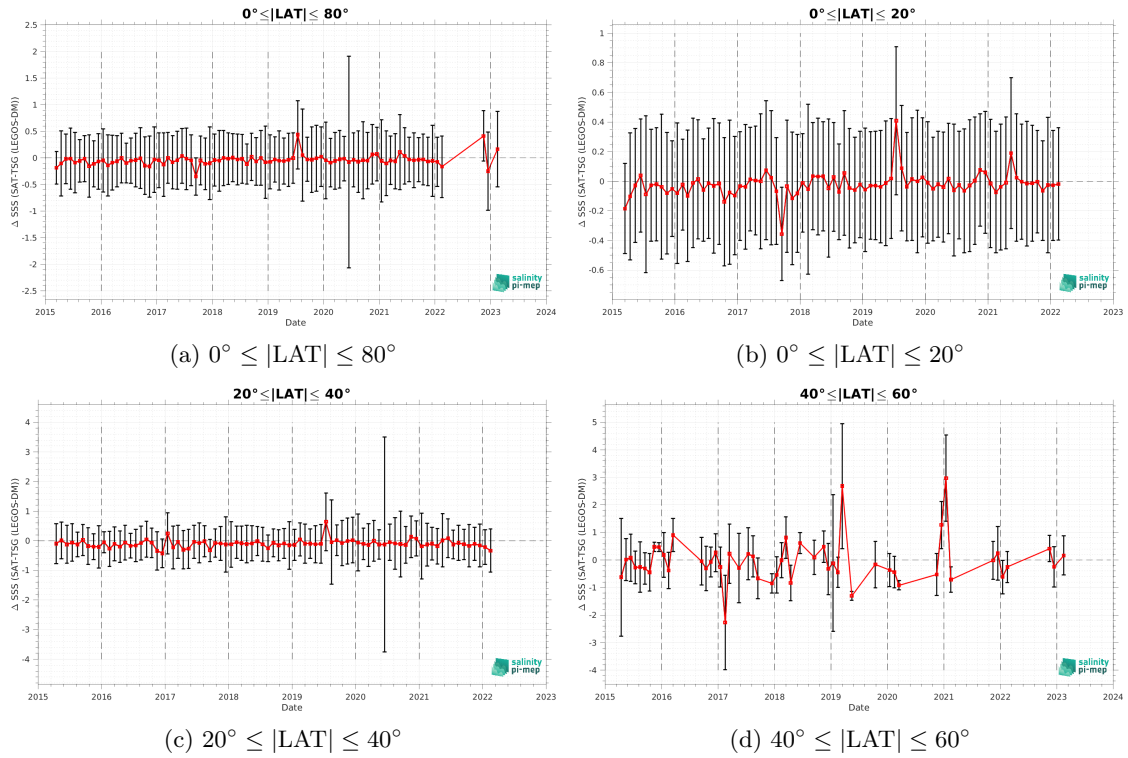 0°≤|LAT|≤ 80°
Δ SSS (SAT-TSG (LEGOS-DM))
2.5
2
1.5
1
0.5
0
-0.5
-1
-1.5
-2
-2.5
2015 2016 2017 2018 2019 2020 2021 2022 2023 2024
Date
salinity
pi-mep
(a) 0° ≤ |LAT| ≤ 80°
0°≤|LAT|≤ 20°
Δ SSS (SAT-TSG (LEGOS-DM))
1
0.8
0.6
0.4
0.2
0
-0.2
-0.4
-0.6
2015 2016 2017 2018 2019 2020 2021 2022 2023
Date
salinity
pi-mep
(b) 0° ≤ |LAT| ≤ 20°
20°≤|LAT|≤ 40°
Δ SSS (SAT-TSG (LEGOS-DM))
4
3
2
1
0
-1
-2
-3
-4
2015 2016 2017 2018 2019 2020 2021 2022 2023
Date
salinity
pi-mep
(c) 20° ≤ |LAT| ≤ 40°
40°≤|LAT|≤ 60°
Δ SSS (SAT-TSG (LEGOS-DM))
5
4
3
2
1
0
-1
-2
-3
-4
2015 2016 2017 2018 2019 2020 2021 2022 2023 2024
Date
salinity
pi-mep
(d) 40° ≤ |LAT| ≤ 60°